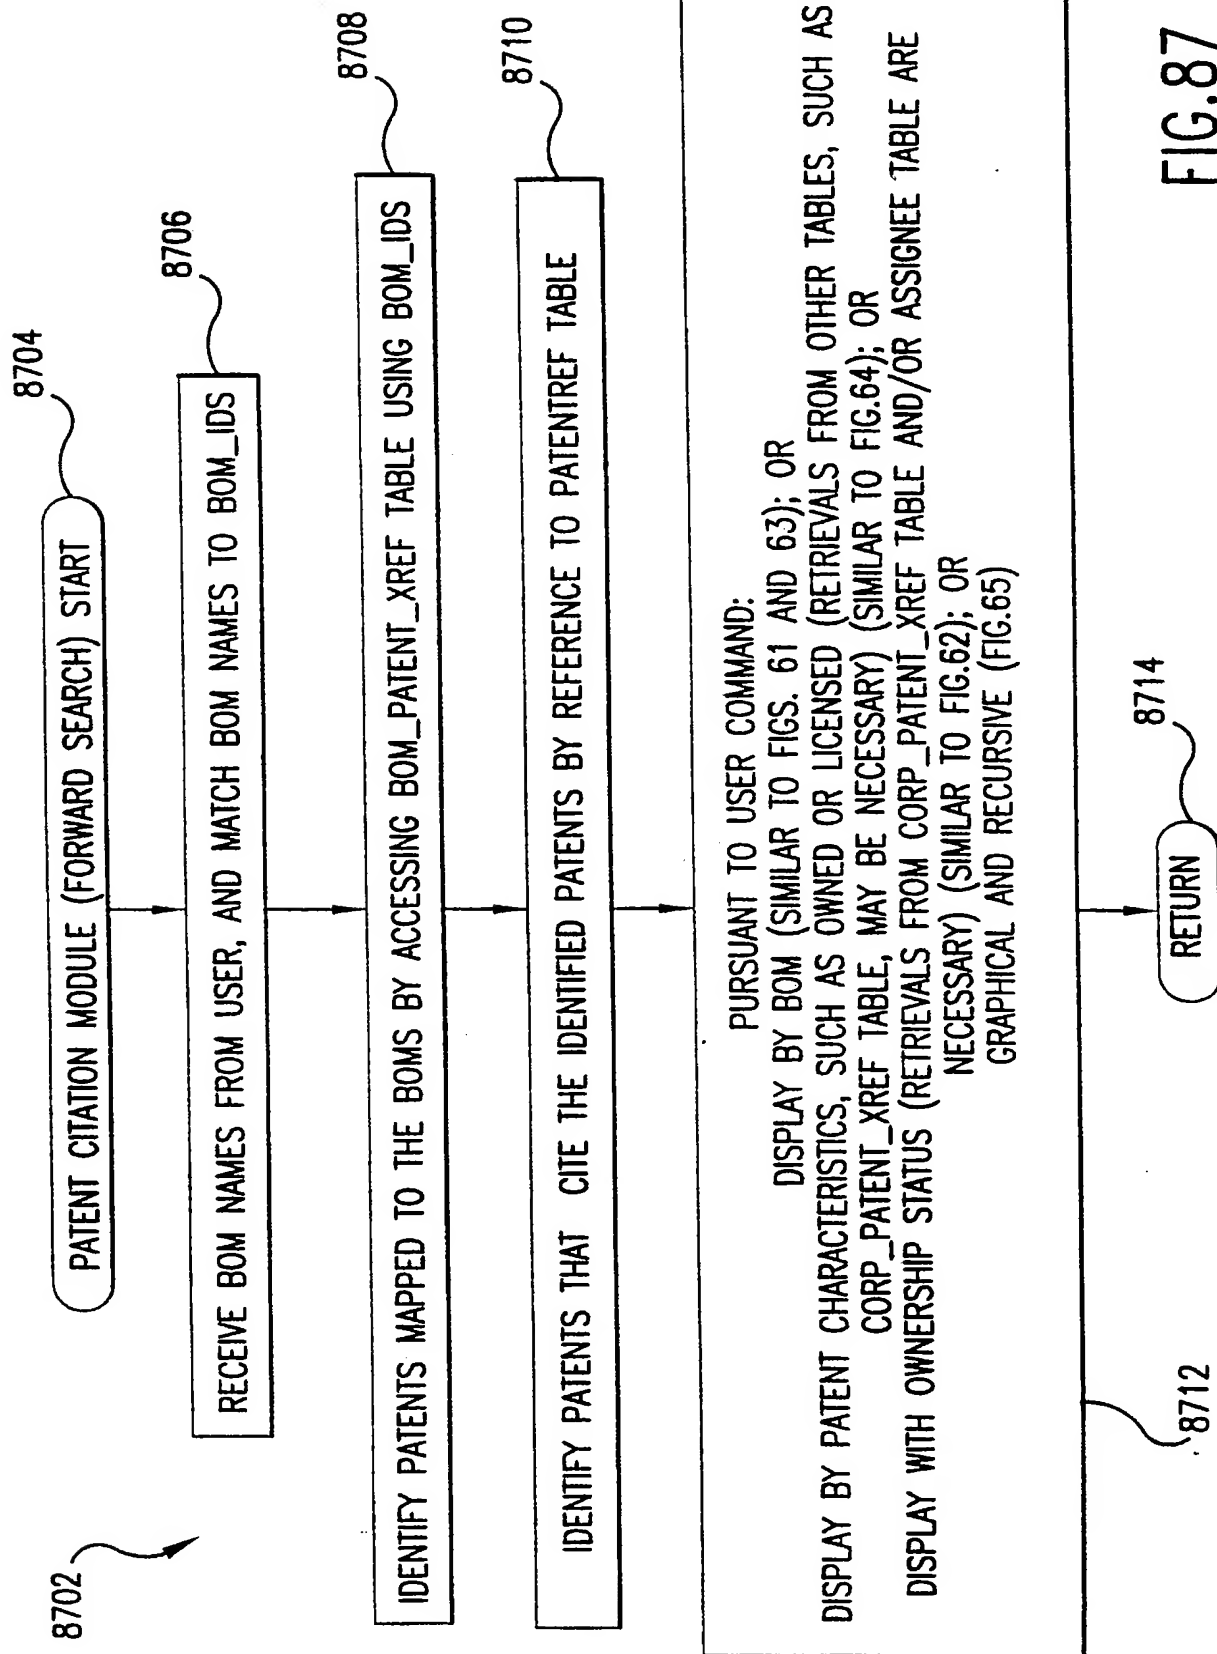 8702
8704
PATENT CITATION MODULE (FORWARD SEARCH) START
8706
RECEIVE BOM NAMES FROM USER, AND MATCH BOM NAMES TO BOM_IDS
8708
IDENTIFY PATENTS MAPPED TO THE BOMS BY ACCESSING BOM_PATENT_XREF TABLE USING BOM_IDS
8710
IDENTIFY PATENTS THAT CITE THE IDENTIFIED PATENTS BY REFERENCE TO PATENTREF TABLE
PURSUANT TO USER COMMAND:
DISPLAY BY BOM (SIMILAR TO FIGS. 61 AND 63); OR
DISPLAY BY PATENT CHARACTERISTICS, SUCH AS OWNED OR LICENSED (RETRIEVALS FROM OTHER TABLES, SUCH AS
CORP_PATENT_XREF TABLE, MAY BE NECESSARY) (SIMILAR TO FIG.64); OR
DISPLAY WITH OWNERSHIP STATUS (RETRIEVALS FROM CORP_PATENT_XREF TABLE AND/OR ASSIGNEE TABLE ARE
NECESSARY) (SIMILAR TO FIG.62); OR
GRAPHICAL AND RECURSIVE (FIG.65)
8712
8714
RETURN
FIG.87